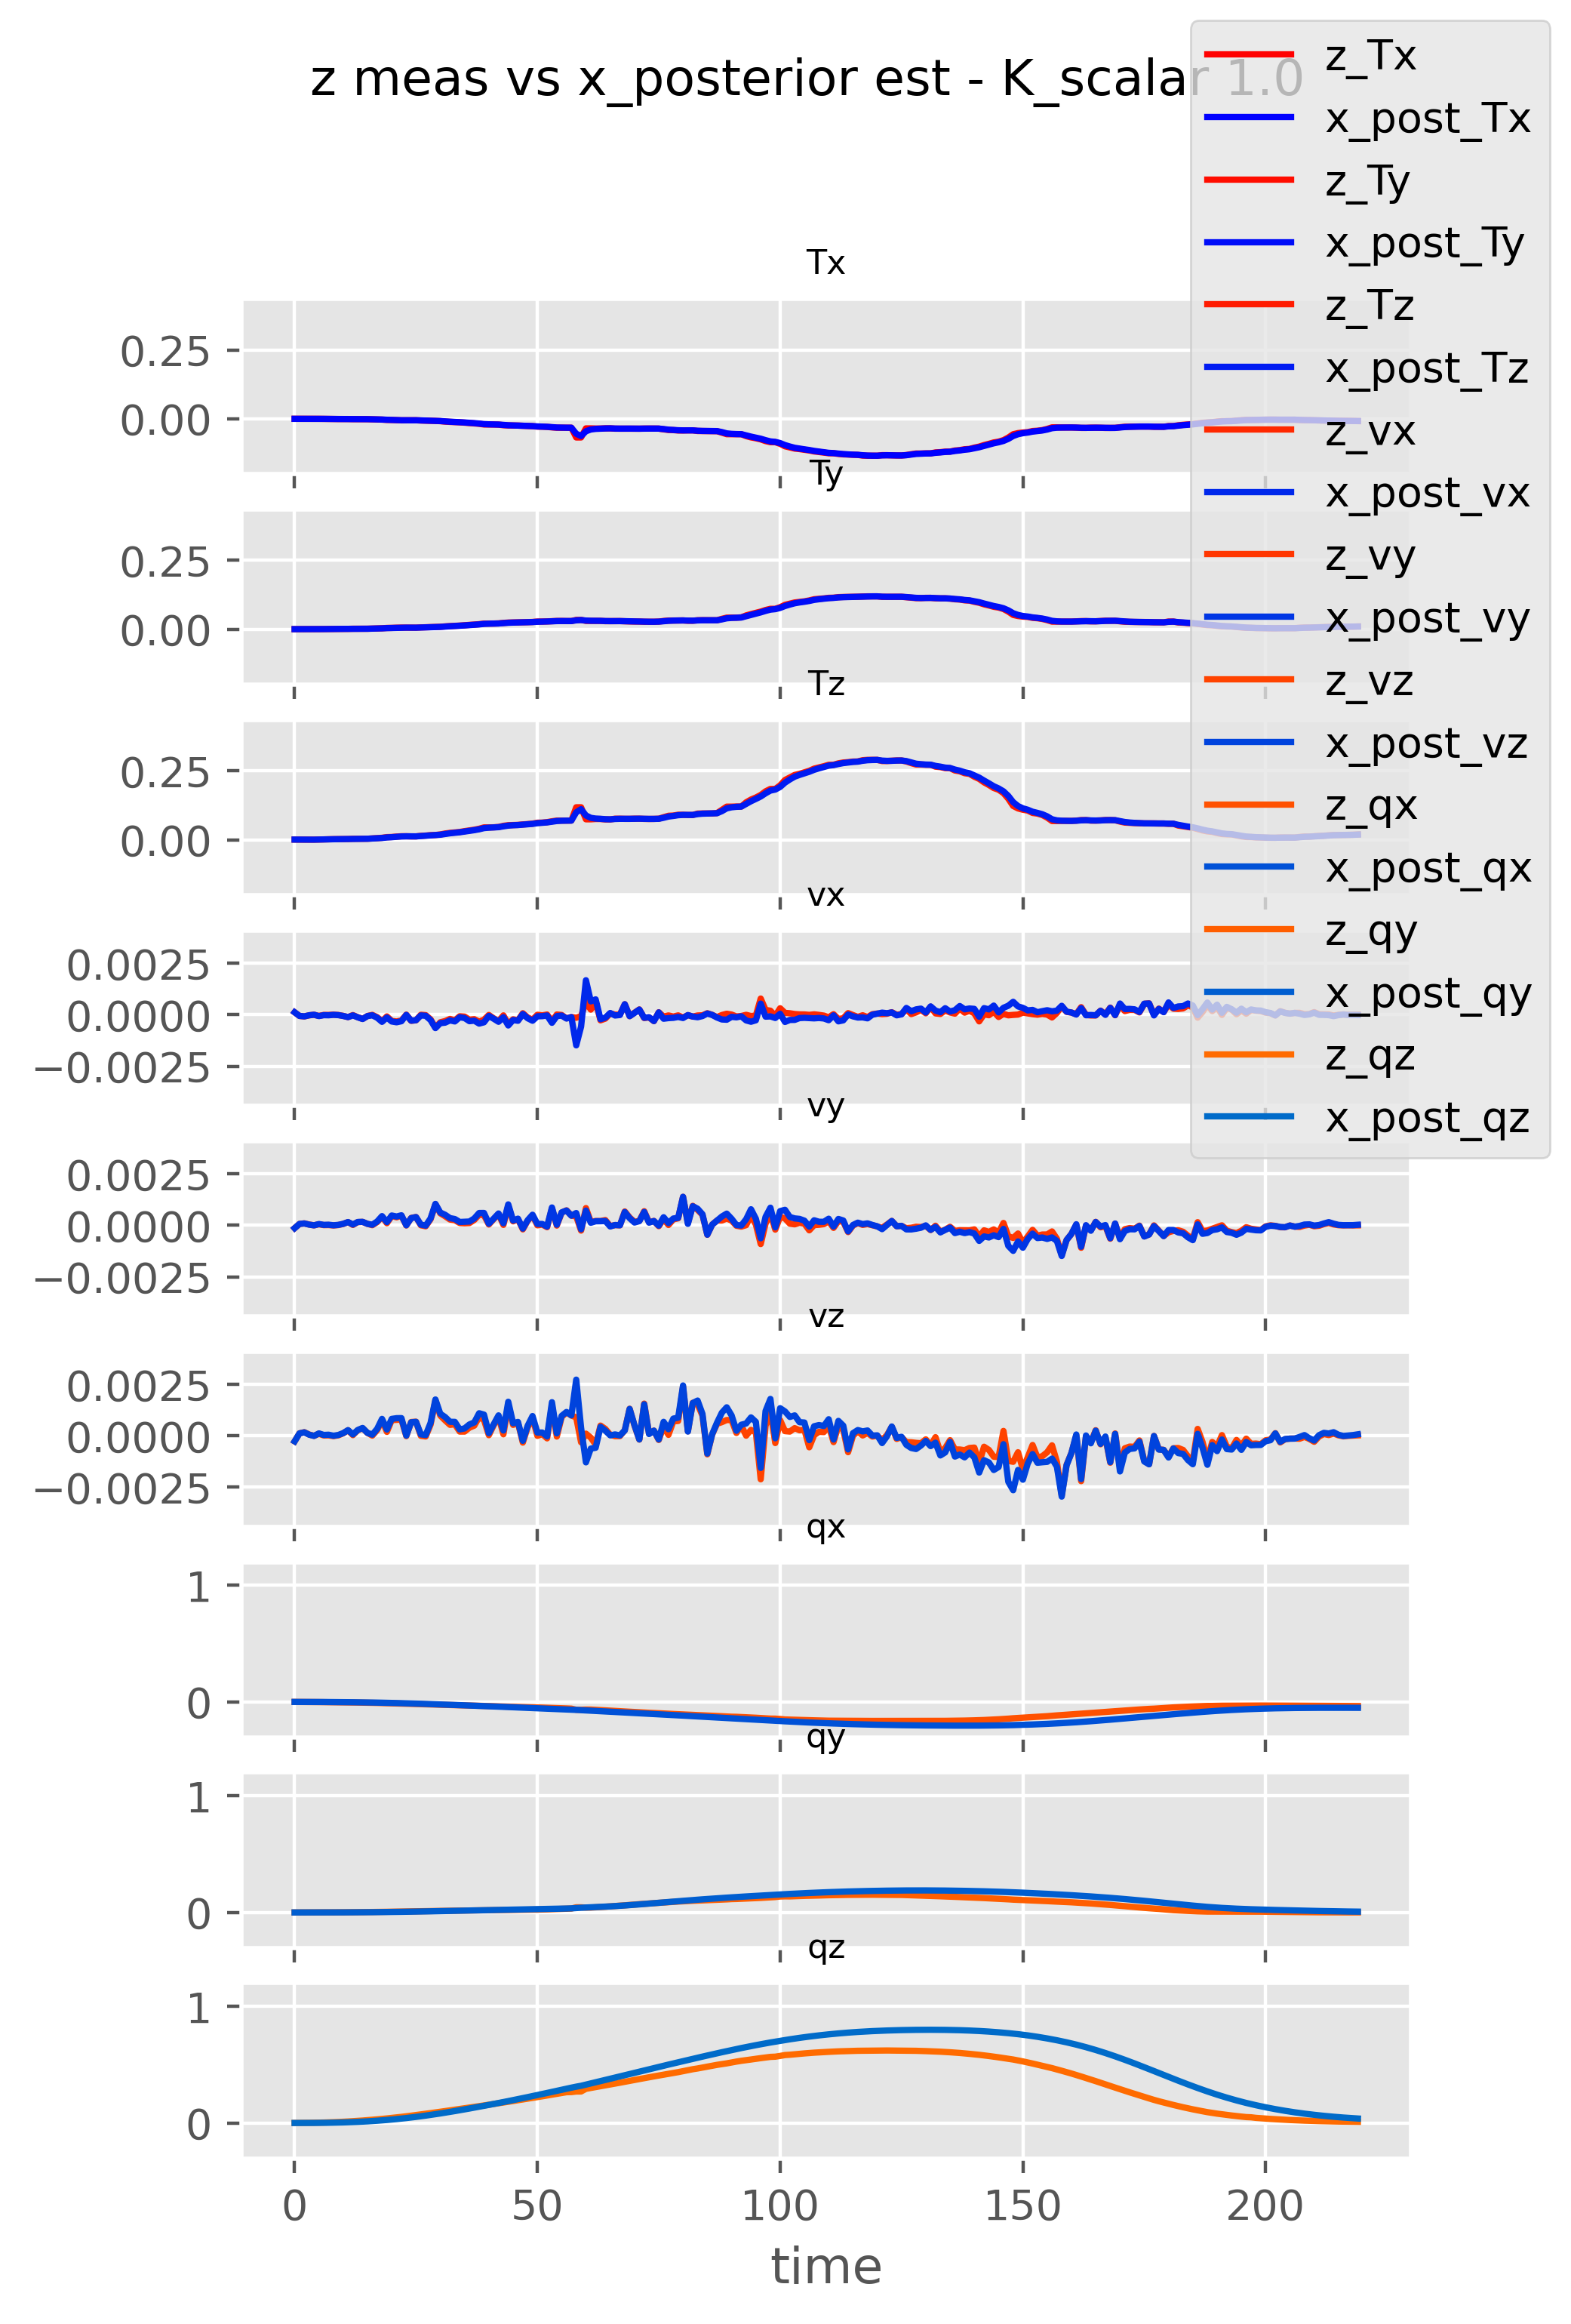 z meas vs x_posterior est - K_scalar 1.0
z_Tx
x_post_Tx
z_Ty
x_post_Ty
z_Tz
x_post_Tz
z_vx
x_post_vx
z_vy
x_post_vy
z_vz
x_post_vz
z_qx
x_post_qx
z_qy
x_post_qy
z_qz
x_post_qz
Tx
0.25
0.00
Ty
0.25
0.00
Tz
0.25
0.00
vx
0.0025
0.0000
−0.0025
vy
0.0025
0.0000
−0.0025
vz
0.0025
0.0000
−0.0025
qx
1
0
qy
1
0
qz
1
0
0 50 100 150 200
time